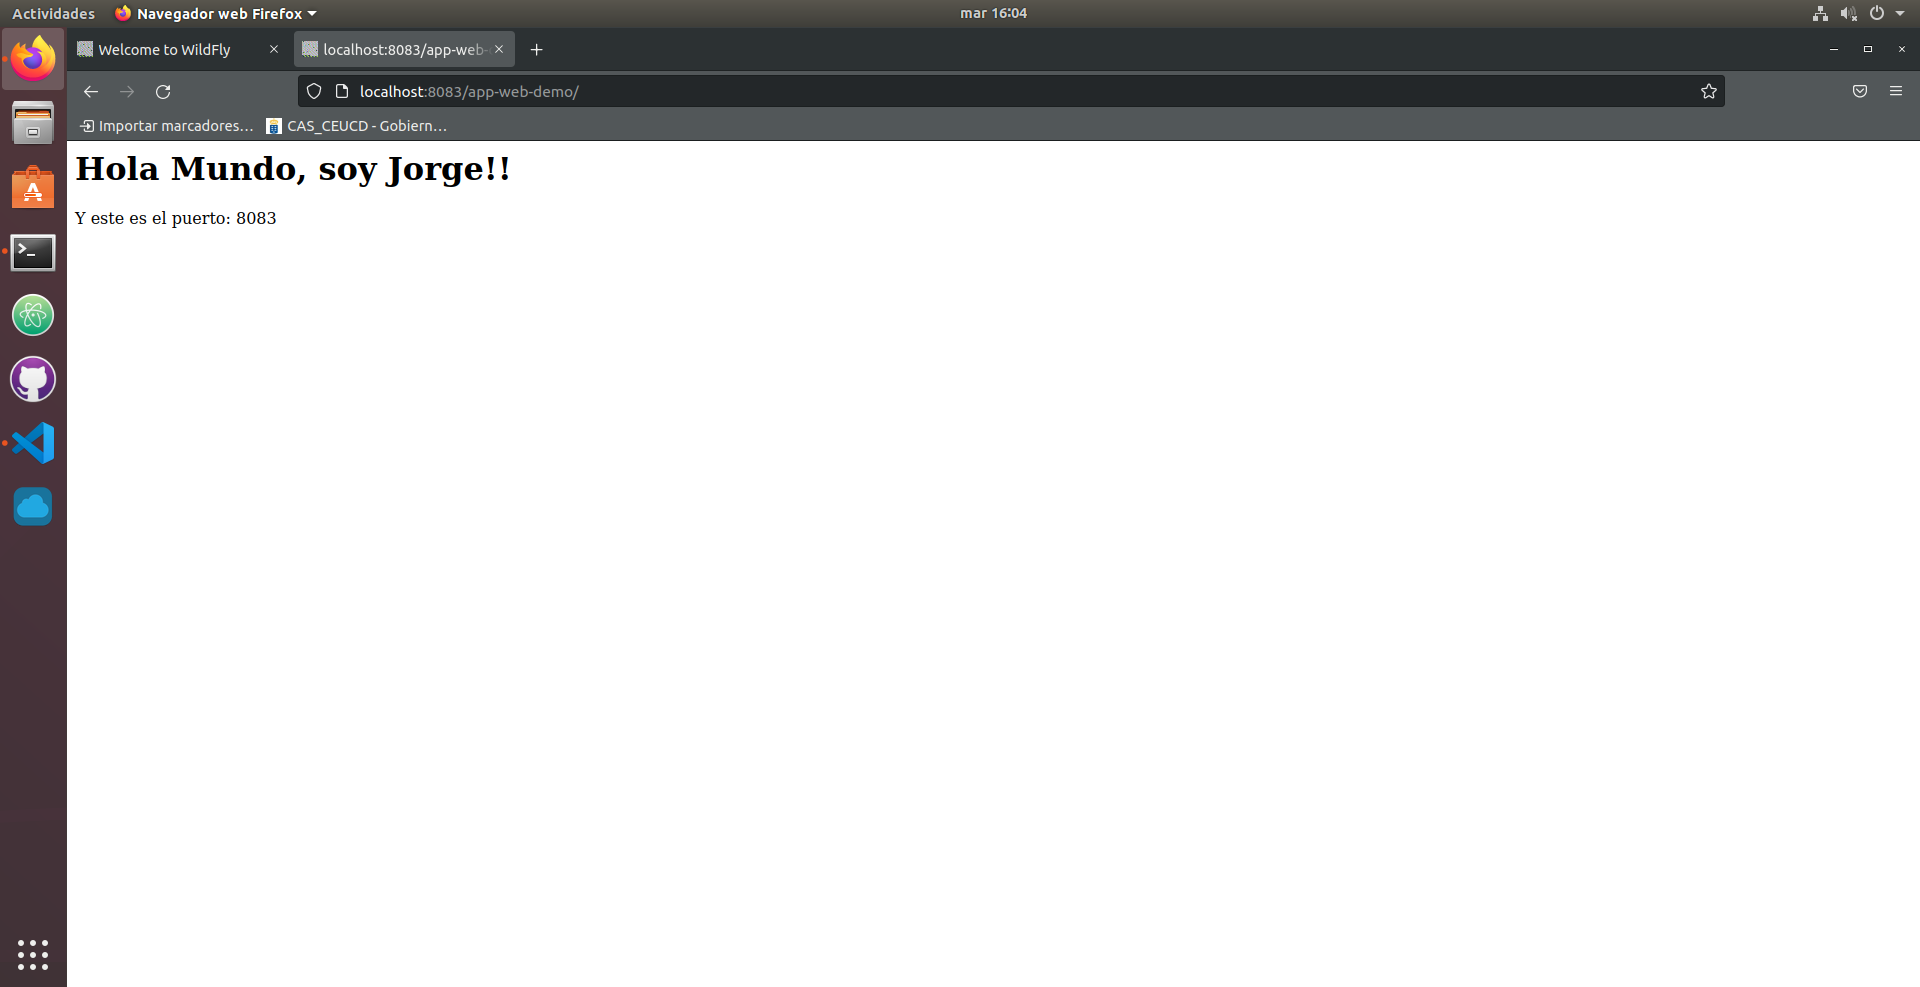 Actividades
Navegador web Firefox
mar 16:04
Welcome to WildFly
localhost:8083/app-web-
localhost:8083/app-web-demo/
Importar marcadores…
CAS_CEUCD - Gobiern…
Hola Mundo, soy Jorge!!
Y este es el puerto: 8083